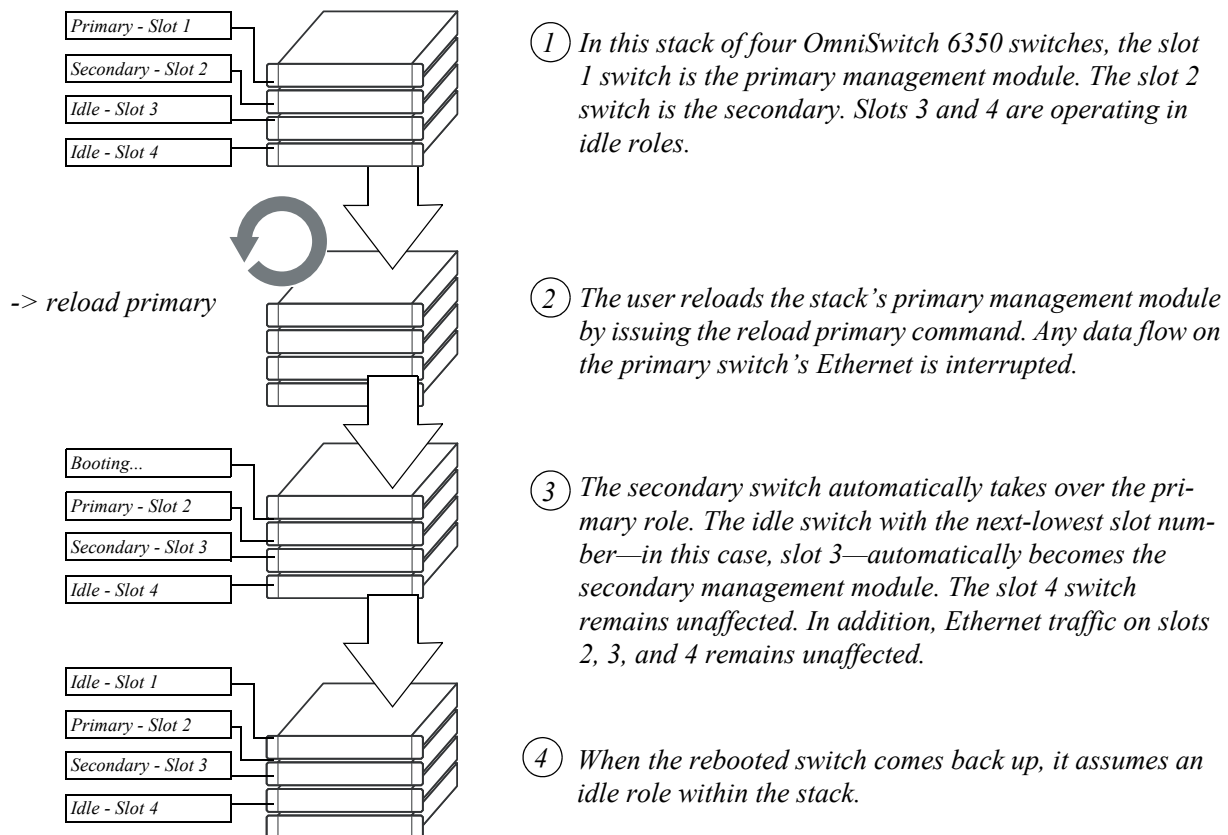 Primary - Slot 1
Secondary - Slot 2
Idle - Slot 3
Idle - Slot 4
1 In this stack of four OmniSwitch 6350 switches, the slot
1 switch is the primary management module. The slot 2
switch is the secondary. Slots 3 and 4 are operating in
idle roles.
-> reload primary
2 The user reloads the stack’s primary management module
by issuing the reload primary command. Any data flow on
the primary switch’s Ethernet is interrupted.
Booting...
Primary - Slot 2
Secondary - Slot 3
Idle - Slot 4
3 The secondary switch automatically takes over the pri-
mary role. The idle switch with the next-lowest slot num-
ber—in this case, slot 3—automatically becomes the
secondary management module. The slot 4 switch
remains unaffected. In addition, Ethernet traffic on slots
2, 3, and 4 remains unaffected.
Idle - Slot 1
Primary - Slot 2
Secondary - Slot 3
Idle - Slot 4
4 When the rebooted switch comes back up, it assumes an
idle role within the stack.